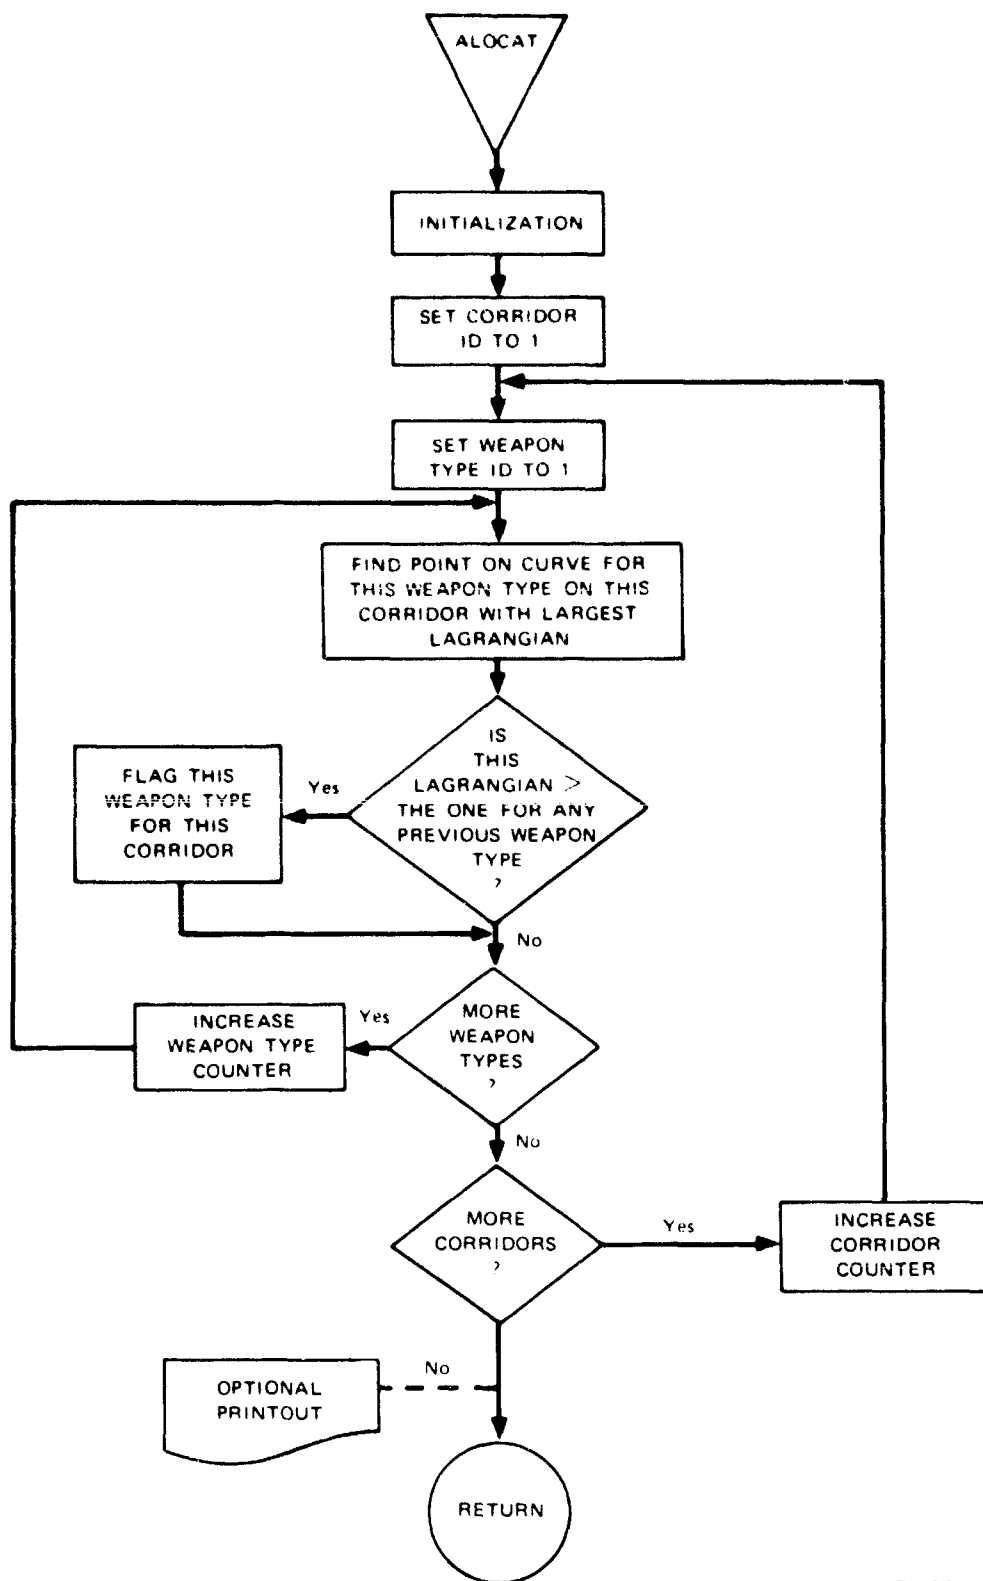 ALOCAT
INITIALIZATION
SET CORRIDOR
ID TO 1
SET WEAPON
TYPE ID TO 1
FIND POINT ON CURVE FOR
THIS WEAPON TYPE ON THIS
CORRIDOR WITH LARGEST
LAGRANGIAN
IS
THIS
LAGRANGIAN >
THE ONE FOR ANY
PREVIOUS WEAPON
TYPE
?
Yes
FLAG THIS
WEAPON TYPE
FOR THIS
CORRIDOR
No
MORE
WEAPON
TYPES
?
Yes
INCREASE
WEAPON TYPE
COUNTER
No
MORE
CORRIDORS
?
Yes
INCREASE
CORRIDOR
COUNTER
No
OPTIONAL
PRINTOUT
RETURN